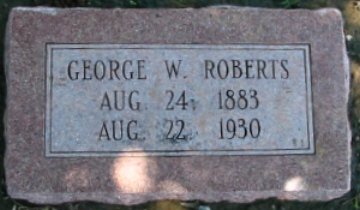 GEORGE W. ROBERTS
AUG. 24, 1883
AUG. 22, 1930